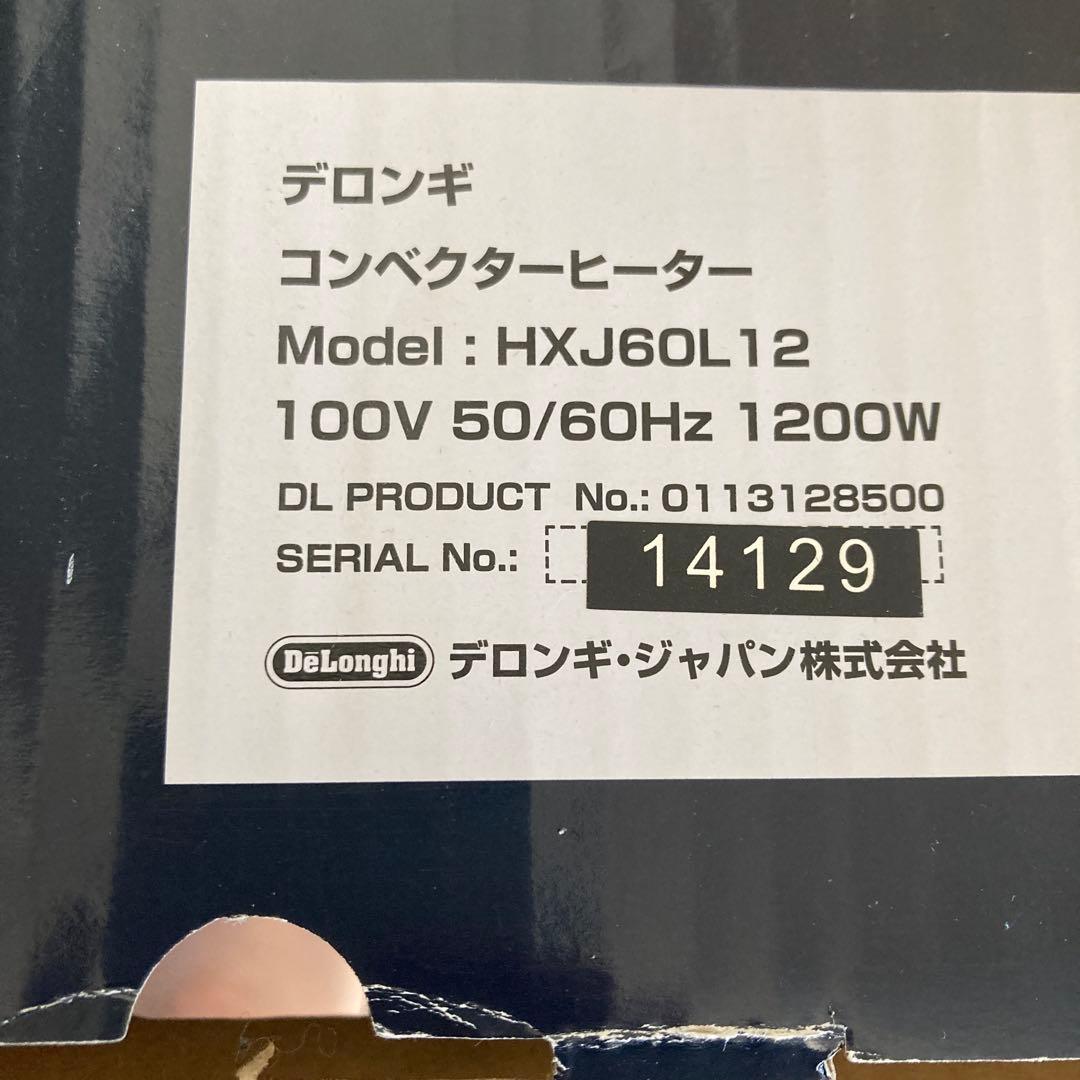 デロンギ
コンベクターヒーター
Model : HXJ60L12
100V 50/60Hz 1200W
DL PRODUCT No.: 0113128500
SERIAL No.: 14129
DeLonghi デロンギ・ジャパン株式会社